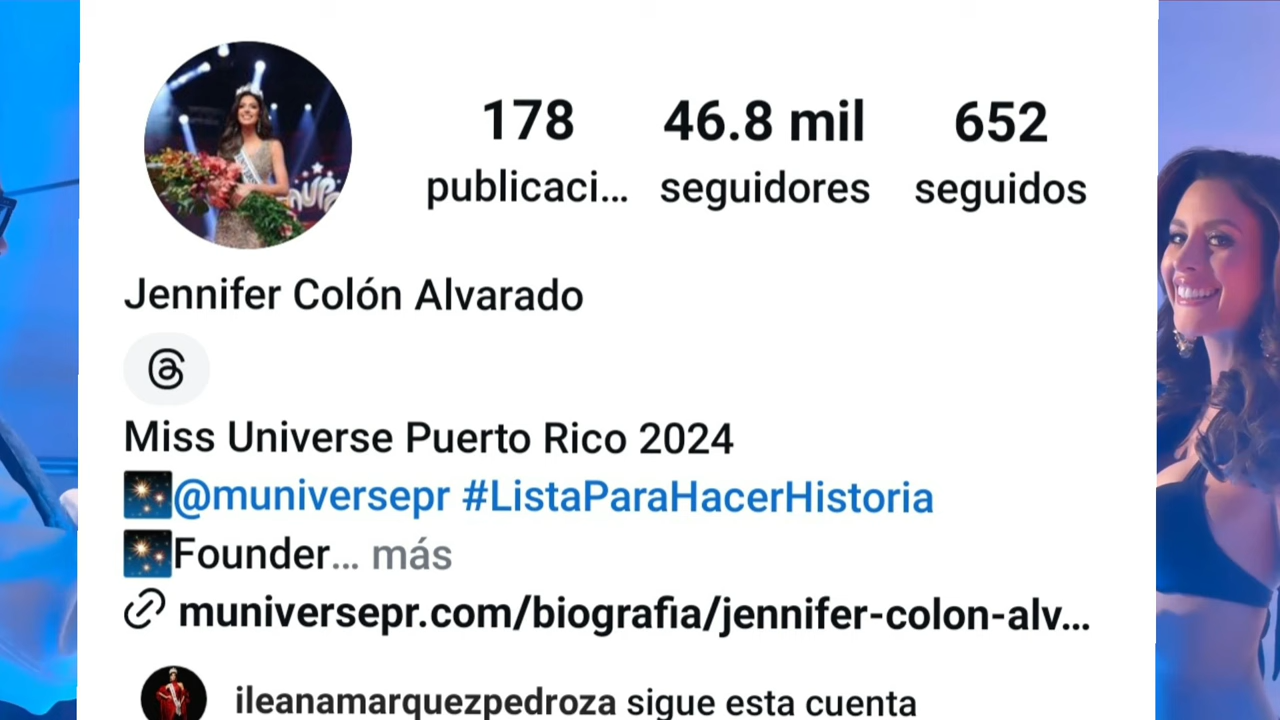 178 46.8 mil 652
publicaci... seguidores seguidos
Jennifer Colón Alvarado
Miss Universe Puerto Rico 2024
@muniversepr #ListaParaHacerHistoria
Founder... más
muniversepr.com/biografia/jennifer-colon-alv...
ileanamarquezpedroza sigue esta cuenta